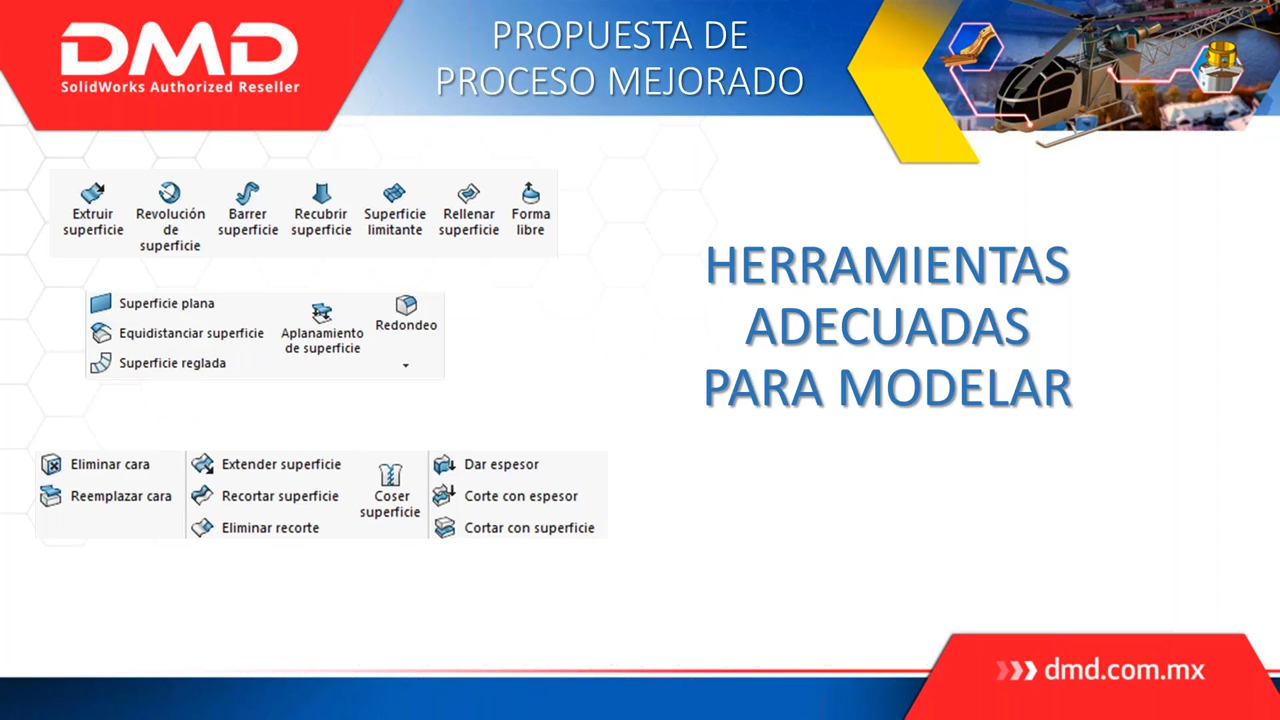 DMD
SolidWorks Authorized Reseller
PROPUESTA DE
PROCESO MEJORADO
Extruir
superficie
Revolución
de
superficie
Barrer
superficie
Recubrir
superficie
Superficie
limitante
Rellenar
superficie
Forma
libre
Superficie plana
Equidistanciar superficie
Superficie reglada
Aplanamiento
de superficie
Redondeo
HERRAMIENTAS
ADECUADAS
PARA MODELAR
Eliminar cara
Reemplazar cara
Extender superficie
Recortar superficie
Eliminar recorte
Coser
superficie
Dar espesor
Corte con espesor
Cortar con superficie
dmd.com.mx